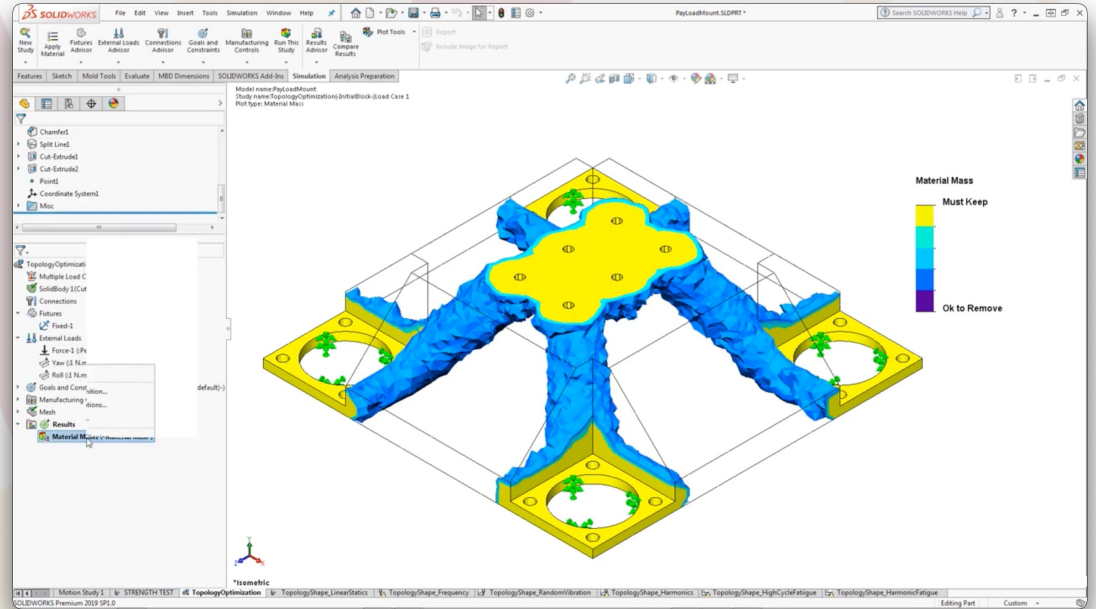 SOLIDWORKS File Edit View Insert Tools Simulation Window Help PayLoadMount.SLDPRT * Search SOLIDWORKS Help ?
New Study
Apply Material
Fixtures Advisor
External Loads Advisor
Connections Advisor
Goals and Constraints
Manufacturing Controls
Run This Study
Results Advisor
Compare Results
Plot Tools
Report
Include Image for Report
Features Sketch Mold Tools Evaluate MBD Dimensions SOLIDWORKS Add-Ins Simulation Analysis Preparation
Model name:PayLoadMount
Study name:TopologyOptimization(-InitialBlock-)Load Case 1
Plot type: Material Mass
Chamfer1
Split Line1
Cut-Extrude1
Cut-Extrude2
Point1
Coordinate System1
Misc
TopologyOptimizati
Multiple Load C
SolidBody 1(Cut
Connections
Fixtures
Fixed-1
External Loads
Force-1 (:Pe
Yaw (:1 N.m
Roll (:1 N.m
Goals and Cons
default)-)
Manufacturing
Mesh
Results
Material Mass
Material Mass
Must Keep
Ok to Remove
Y
Z
X
*Isometric
Motion Study 1 STRENGTH TEST TopologyOptimization TopologyShape_LinearStatics TopologyShape_Frequency TopologyShape_RandomVibration TopologyShape_Harmonics TopologyShape_HighCycleFatiigue TopologyShape_HarmonicFatigue
SOLIDWORKS Premium 2019 SP1.0 Editing Part Custom